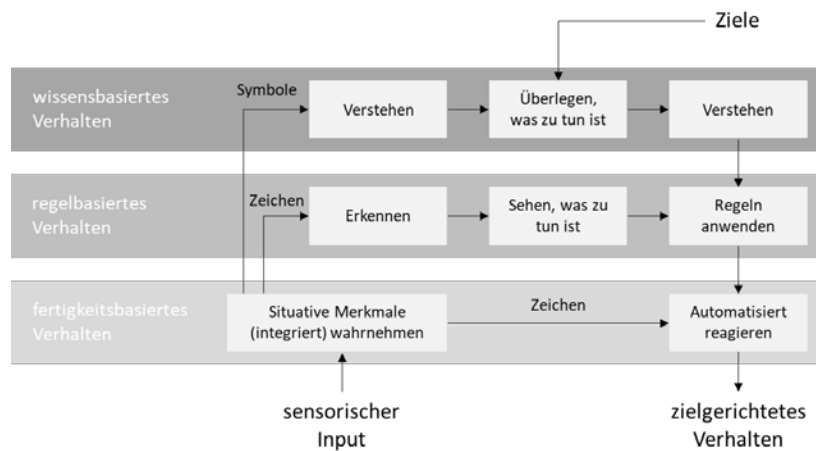 Ziele
wissensbasiertes
Verhalten
Symbole
Verstehen
Überlegen,
was zu tun ist
Verstehen
regelbasiertes
Verhalten
Zeichen
Erkennen
Sehen, was zu
tun ist
Regeln
anwenden
fertigkeitsbasiertes
Verhalten
Situative Merkmale
(integriert) wahrnehmen
Zeichen
Automatisiert
reagieren
sensorischer
Input
zielgerichtetes
Verhalten